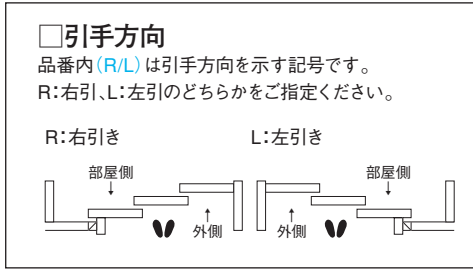 □引手方向
品番内(R/L)は引手方向を示す記号です。
R：右引、L：左引のどちらかをご指定ください。
R：右引き
L：左引き
部屋側
外側
部屋側
外側